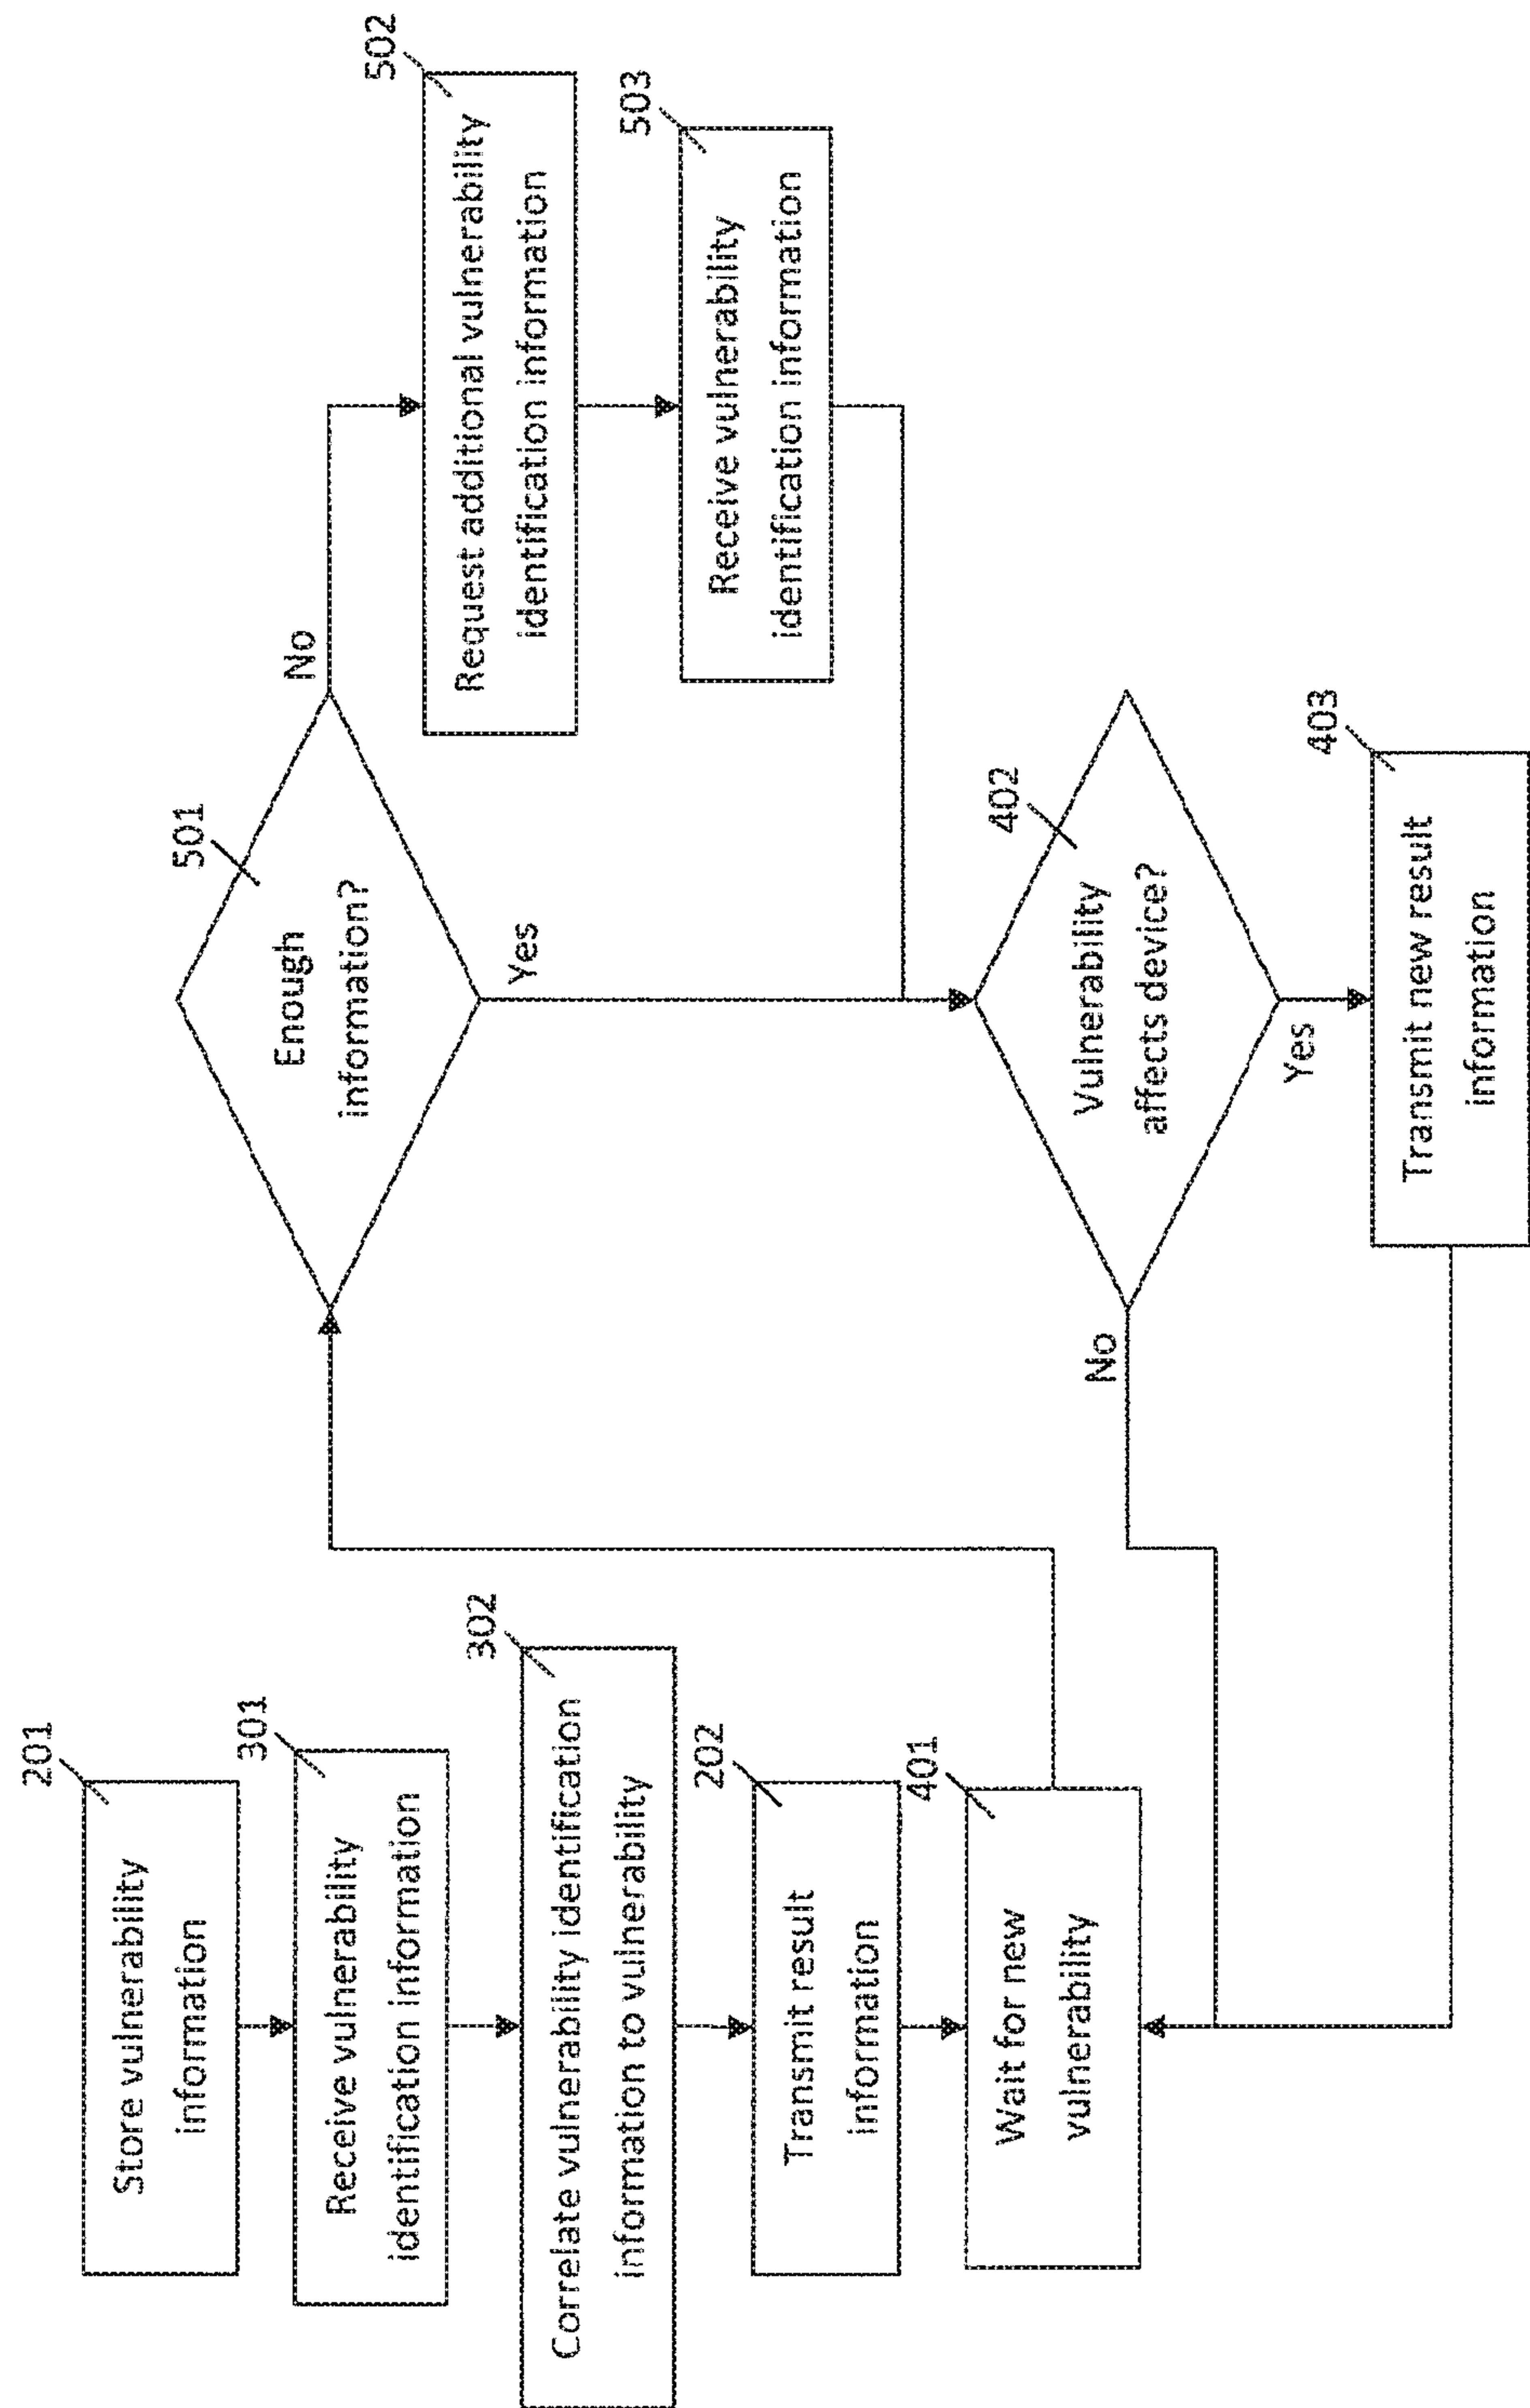 201
Store vulnerability
information
301
Receive vulnerability
identification information
302
Correlate vulnerability identification
information to vulnerability
202
Transmit result
information
401
Wait for new
vulnerability
501
Enough
information?
No
Yes
502
Request additional vulnerability
identification information
503
Receive vulnerability
identification information
402
Vulnerability
affects device?
No
Yes
403
Transmit new result
information